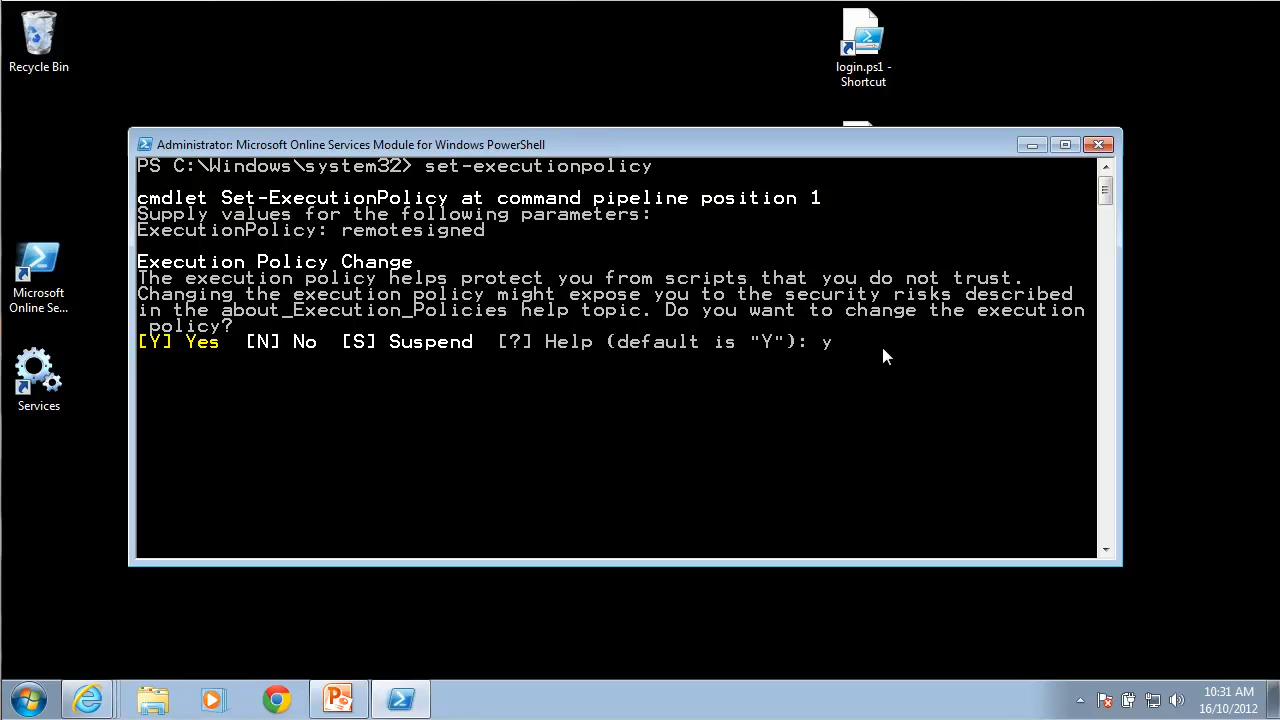 Recycle Bin
login.ps1 -
Shortcut
Administrator: Microsoft Online Services Module for Windows PowerShell
PS C:\Windows\system32> set-executionpolicy
cmdlet Set-ExecutionPolicy at command pipeline position 1
Supply values for the following parameters:
ExecutionPolicy: remotesigned
Execution Policy Change
The execution policy helps protect you from scripts that you do not trust.
Changing the execution policy might expose you to the security risks described
in the about_Execution_Policies help topic. Do you want to change the execution
policy?
[Y] Yes [N] No [S] Suspend [?] Help (default is "Y"): y
Microsoft
Online Se...
Services
10:31 AM
16/10/2012